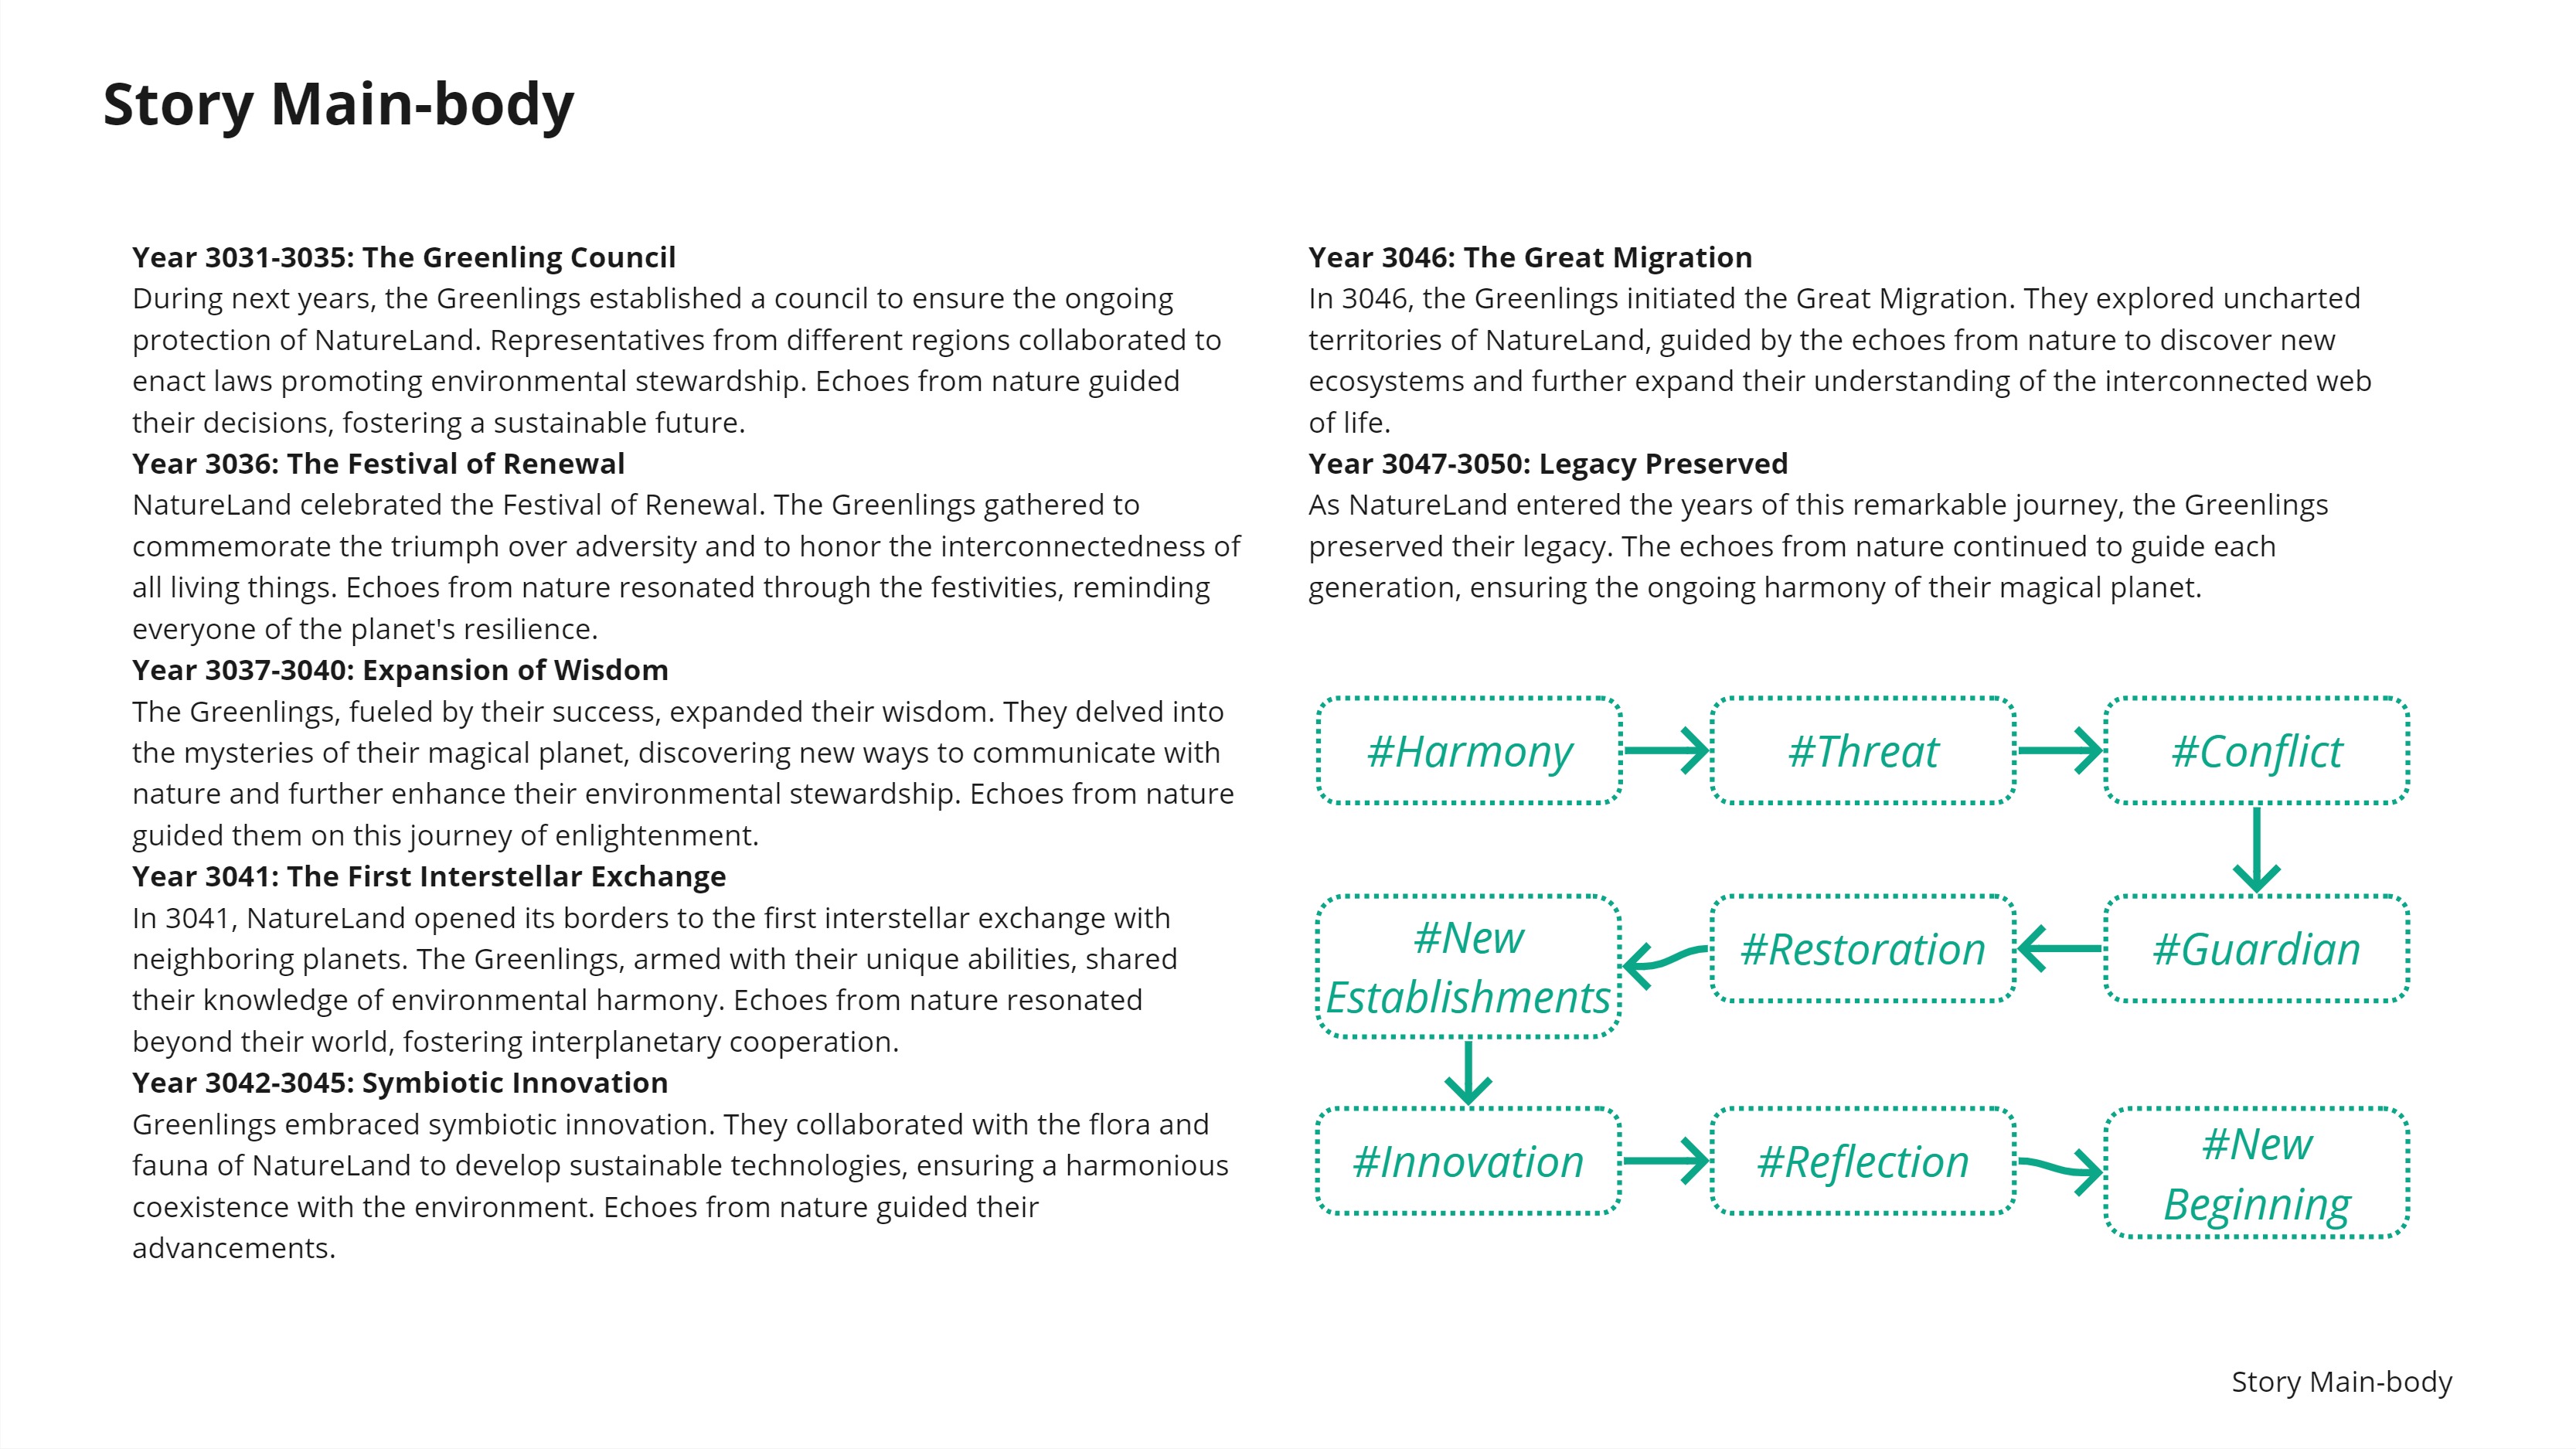 Story Main-body
Year 3031-3035: The Greenling Council
During next years, the Greenlings established a council to ensure the ongoing
protection of NatureLand. Representatives from different regions collaborated to
enact laws promoting environmental stewardship. Echoes from nature guided
their decisions, fostering a sustainable future.
Year 3036: The Festival of Renewal
NatureLand celebrated the Festival of Renewal. The Greenlings gathered to
commemorate the triumph over adversity and to honor the interconnectedness of
all living things. Echoes from nature resonated through the festivities, reminding
everyone of the planet's resilience.
Year 3037-3040: Expansion of Wisdom
The Greenlings, fueled by their success, expanded their wisdom. They delved into
the mysteries of their magical planet, discovering new ways to communicate with
nature and further enhance their environmental stewardship. Echoes from nature
guided them on this journey of enlightenment.
Year 3041: The First Interstellar Exchange
In 3041, NatureLand opened its borders to the first interstellar exchange with
neighboring planets. The Greenlings, armed with their unique abilities, shared
their knowledge of environmental harmony. Echoes from nature resonated
beyond their world, fostering interplanetary cooperation.
Year 3042-3045: Symbiotic Innovation
Greenlings embraced symbiotic innovation. They collaborated with the flora and
fauna of NatureLand to develop sustainable technologies, ensuring a harmonious
coexistence with the environment. Echoes from nature guided their
advancements.
Year 3046: The Great Migration
In 3046, the Greenlings initiated the Great Migration. They explored uncharted
territories of NatureLand, guided by the echoes from nature to discover new
ecosystems and further expand their understanding of the interconnected web
of life.
Year 3047-3050: Legacy Preserved
As NatureLand entered the years of this remarkable journey, the Greenlings
preserved their legacy. The echoes from nature continued to guide each
generation, ensuring the ongoing harmony of their magical planet.
#Harmony
#Threat
#Conflict
#Guardian
#Restoration
#New
Establishments
#Innovation
#Reflection
#New
Beginning
Story Main-body